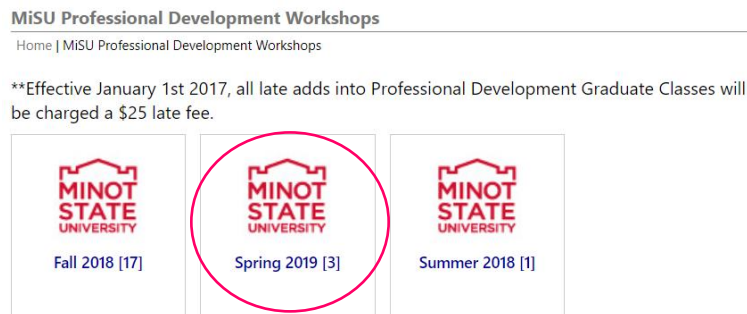 MiSU Professional Development Workshops
Home | MiSU Professional Development Workshops
**Effective January 1st 2017, all late adds into Professional Development Graduate Classes will
be charged a $25 late fee.
MINOT
STATE
UNIVERSITY
Fall 2018 [17]
MINOT
STATE
UNIVERSITY
Spring 2019 [3]
MINOT
STATE
UNIVERSITY
Summer 2018 [1]